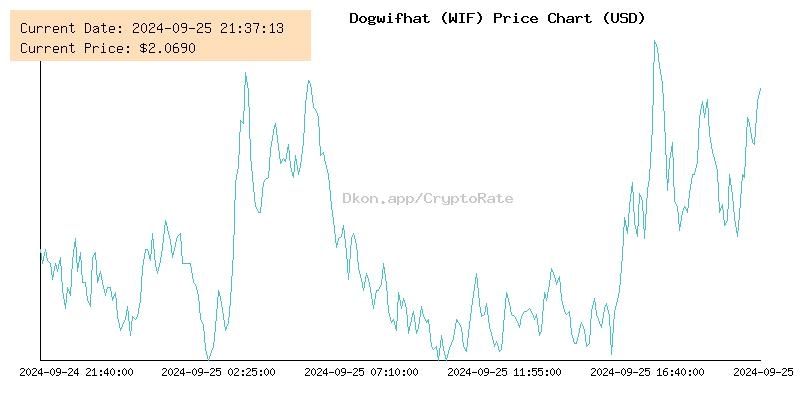 Dogwifhat (WIF) Price Chart (USD)
Current Date: 2024-09-25 21:37:13
Current Price: $2.0690
Dkon.app/CryptoRate
2024-09-24 21:40:00 2024-09-25 02:25:00 2024-09-25 07:10:00 2024-09-25 11:55:00 2024-09-25 16:40:00 2024-09-25